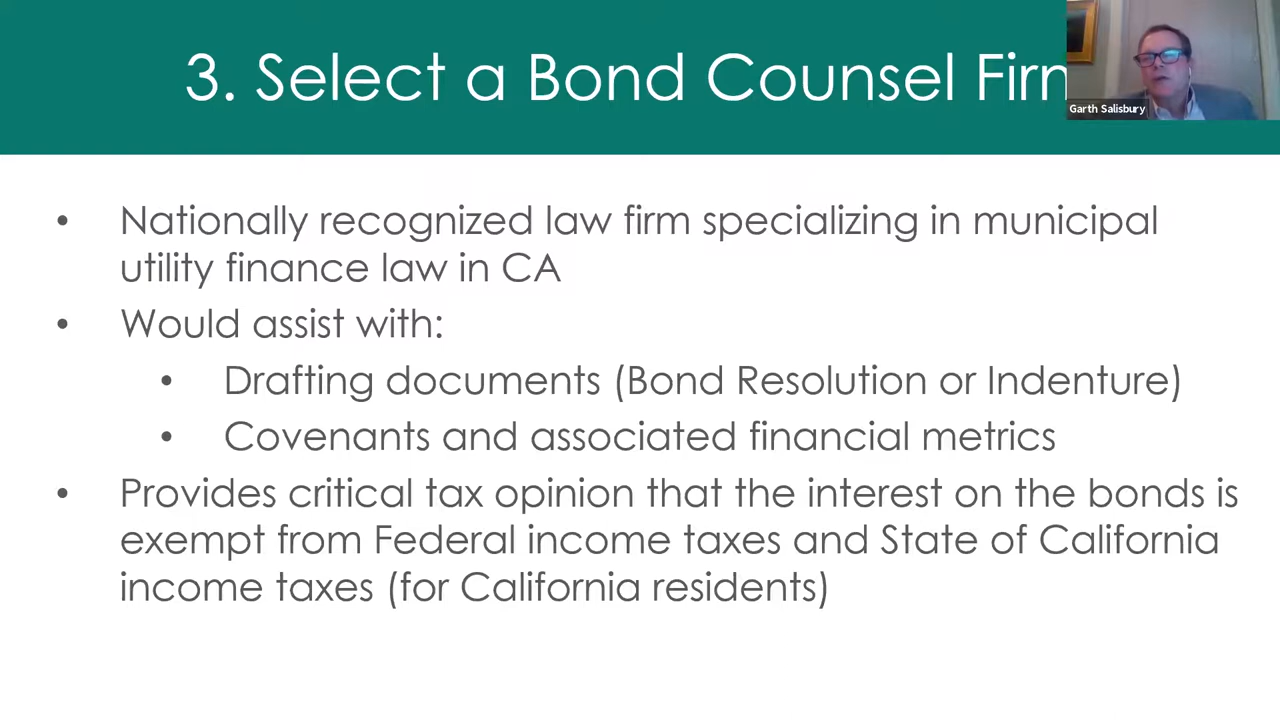 3. Select a Bond Counsel Firm
Garth Salisbury
• Nationally recognized law firm specializing in municipal
utility finance law in CA
• Would assist with:
• Drafting documents (Bond Resolution or Indenture)
• Covenants and associated financial metrics
• Provides critical tax opinion that the interest on the bonds is
exempt from Federal income taxes and State of California
income taxes (for California residents)